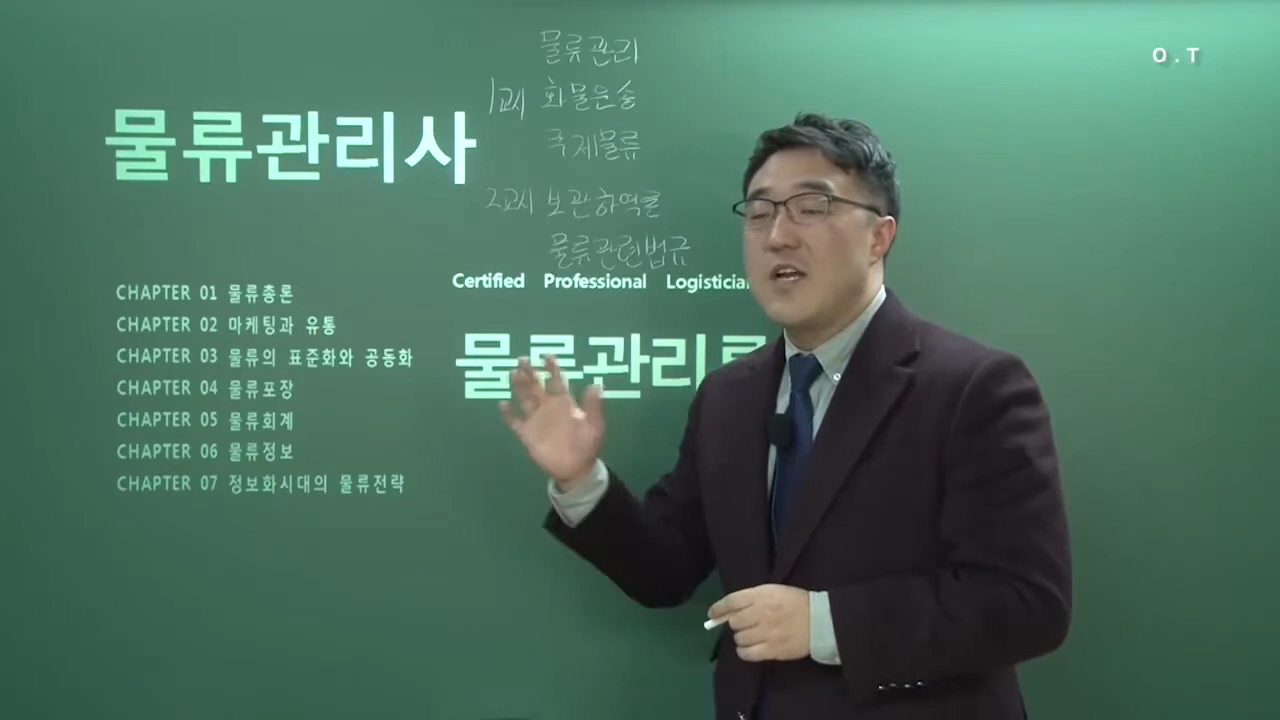 O.T
물류관리
1교시 화물운송
국제물류
2교시 보관하역론
물류관련법규
물류관리사
Certified Professional Logistician
물류관리론
CHAPTER 01 물류총론
CHAPTER 02 마케팅과 유통
CHAPTER 03 물류의 표준화와 공동화
CHAPTER 04 물류포장
CHAPTER 05 물류회계
CHAPTER 06 물류정보
CHAPTER 07 정보화시대의 물류전략